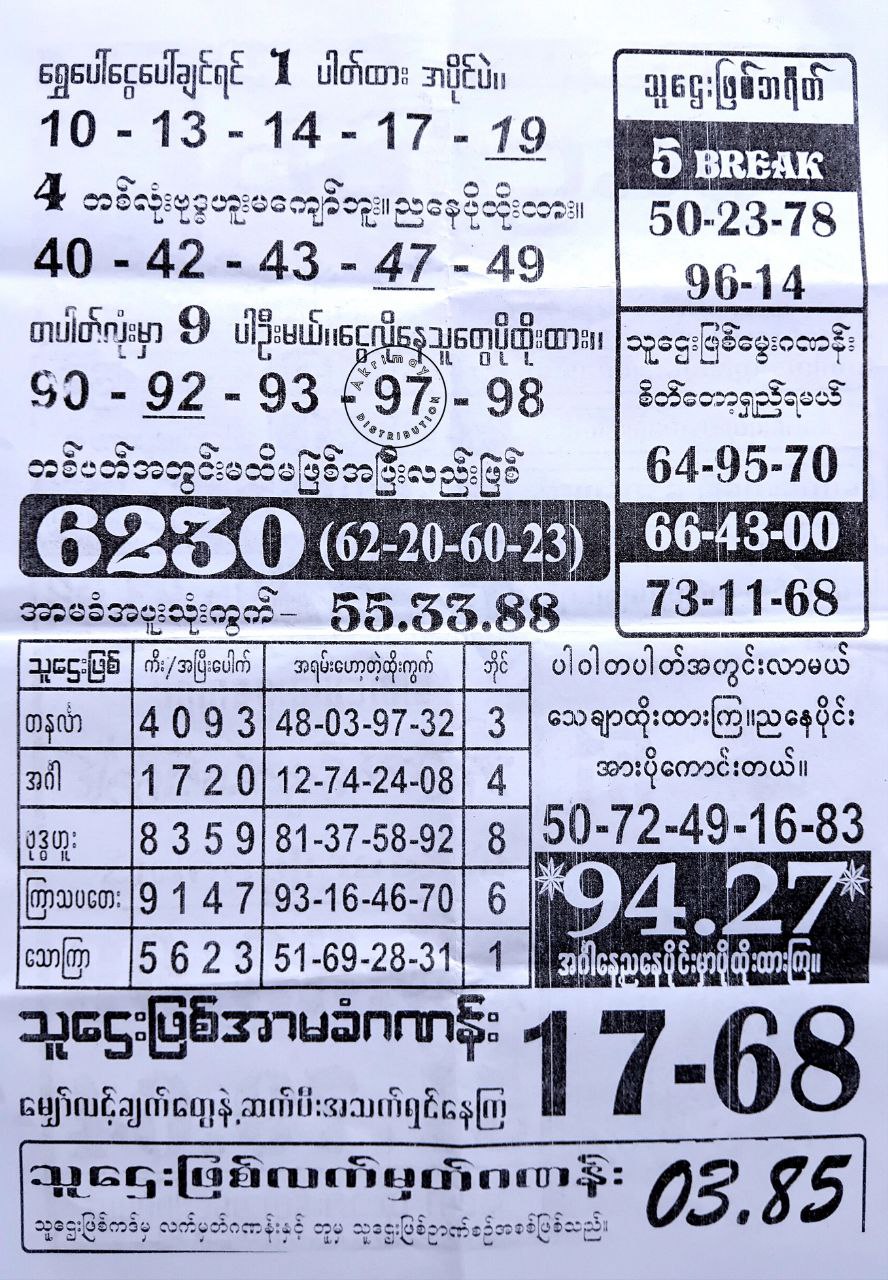 ရွှေပေါ်ငွေပေါ်ချင်ရင် 1 ပါတ်ထား အပိုင်ပဲ။
10 - 13 - 14 - 17 - 19
4 တစ်လုံးဗုဒ္ဓဟူးမကျော်ဘူး။ညနေပိုထိုးထား။
40 - 42 - 43 - 47 - 49
တပါတ်လုံးမှာ 9 ပါဦးမယ်။ငွေလိုနေသူတွေပိုထိုးထား။
90 - 92 - 93 - 97 - 98
Akrimoy
DISTRIBUTION
တစ်ပတ်အတွင်းမထိမဖြစ်အပြီးလည်းဖြစ်
6230 (62-20-60-23)
အာမခံအပူးသုံးကွက် – 55.33.88
သူဌေးဖြစ်ဘရိတ်
5 BREAK
50-23-78
96-14
သူဌေးဖြစ်မွေးဂဏန်း
စိတ်တော့ရှည်ရမယ်
64-95-70
66-43-00
73-11-68
သူဌေးဖြစ် ကီး/အပြီးပေါက် အရမ်းဟော့တဲ့ထိုးကွက် ဘိုင်
တနင်္လာ 4 0 9 3 48-03-97-32 3
အင်္ဂါ 1 7 2 0 12-74-24-08 4
ဗုဒ္ဓဟူး 8 3 5 9 81-37-58-92 8
ကြာသပတေး 9 1 4 7 93-16-46-70 6
သောကြာ 5 6 2 3 51-69-28-31 1
ပါဝါတပါတ်အကွင်းလာမယ်
သေချာထိုးထားကြ။ညနေပိုင်း
အားပိုကောင်းတယ်။
50-72-49-16-83
94.27
အင်္ဂါနေ့ညနေပိုင်းမှာပိုထိုးထားကြ။
သူဌေးဖြစ်အာမခံဂဏန်း 17-68
မျှော်လင့်ချက်တွေနဲ့ဆက်ပီးအသက်ရှင်နေကြ
သူဌေးဖြစ်လက်မှတ်ဂဏန်း 03.85
သူဌေးဖြစ်ကဒ်မှ လက်မှတ်ဂဏန်းနှင့် တူမှ သူဌေးဖြစ်ဉာဏ်စဉ်အစစ်ဖြစ်သည်။